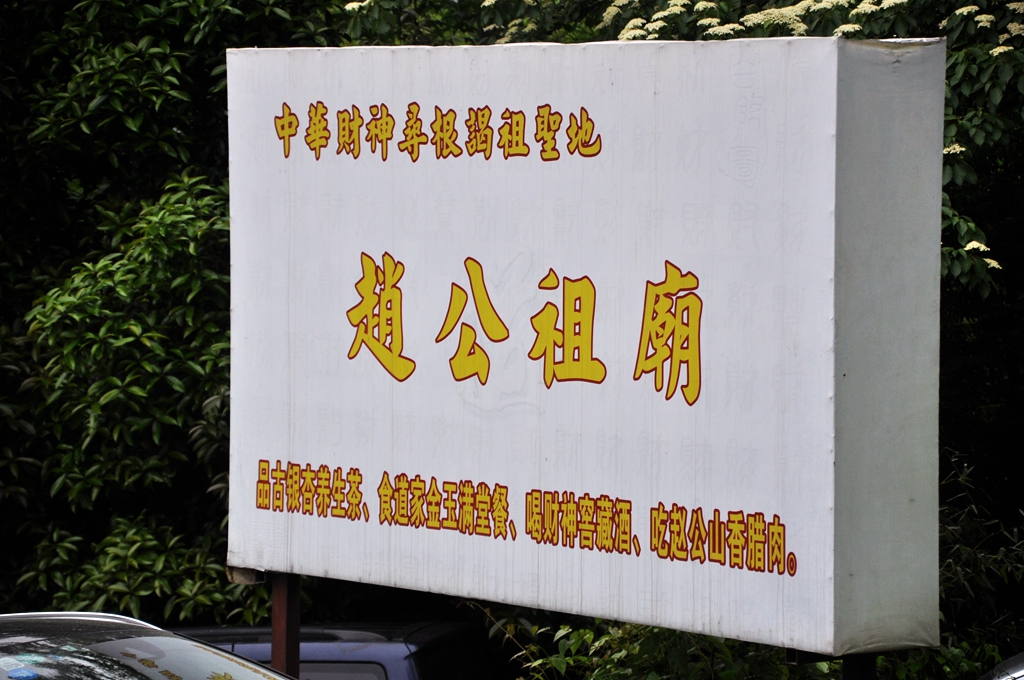 中華財神尋根謁祖聖地
趙公祖廟
品古银杏养生茶、食道家金玉满堂餐、喝财神窖藏酒、吃赵公山香腊肉。